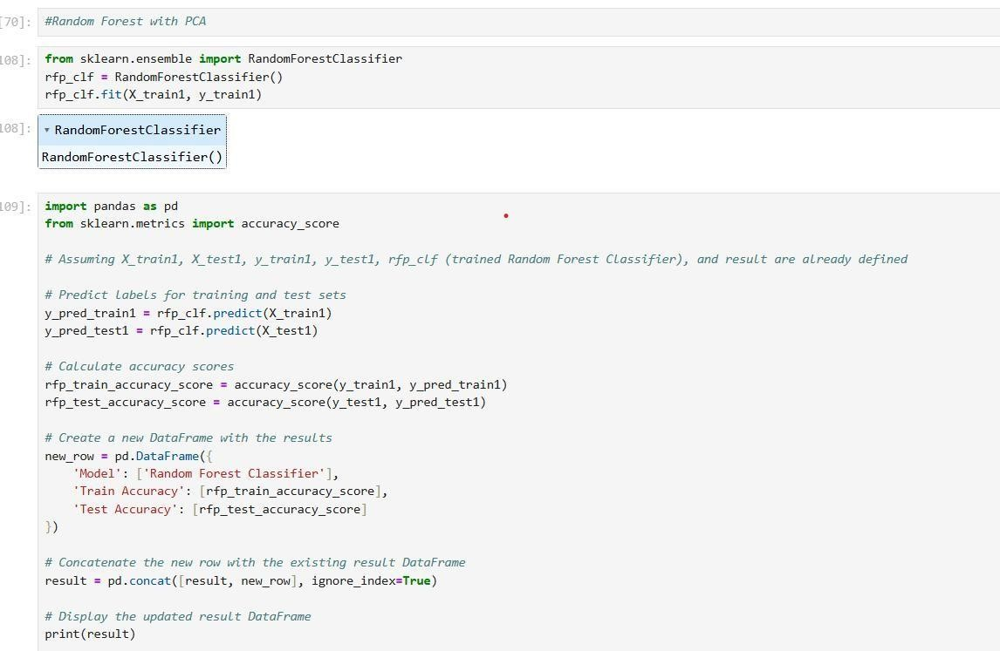 [70]: #Random Forest with PCA
108]: from sklearn.ensemble import RandomForestClassifier
rfp_clf = RandomForestClassifier()
rfp_clf.fit(X_train1, y_train1)
108]: ▾ RandomForestClassifier
RandomForestClassifier()
109]: import pandas as pd
from sklearn.metrics import accuracy_score
# Assuming X_train1, X_test1, y_train1, y_test1, rfp_clf (trained Random Forest Classifier), and result are already defined
# Predict labels for training and test sets
y_pred_train1 = rfp_clf.predict(X_train1)
y_pred_test1 = rfp_clf.predict(X_test1)
# Calculate accuracy scores
rfp_train_accuracy_score = accuracy_score(y_train1, y_pred_train1)
rfp_test_accuracy_score = accuracy_score(y_test1, y_pred_test1)
# Create a new DataFrame with the results
new_row = pd.DataFrame({
    'Model': ['Random Forest Classifier'],
    'Train Accuracy': [rfp_train_accuracy_score],
    'Test Accuracy': [rfp_test_accuracy_score]
})
# Concatenate the new row with the existing result DataFrame
result = pd.concat([result, new_row], ignore_index=True)
# Display the updated result DataFrame
print(result)